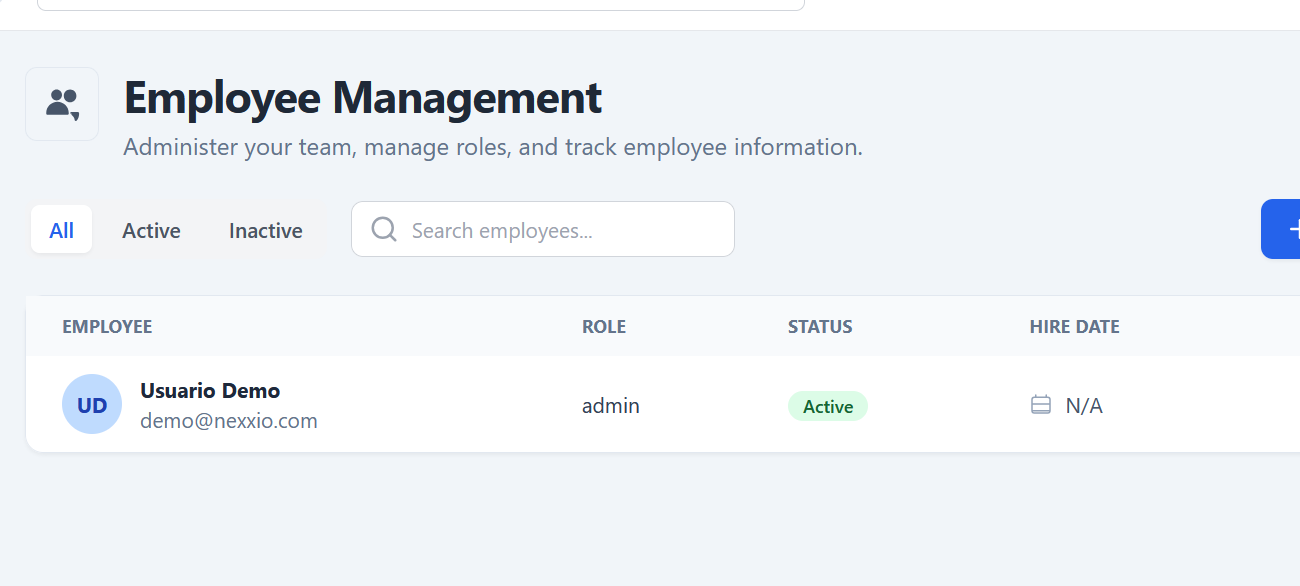 Employee Management
Administer your team, manage roles, and track employee information.
All Active Inactive Search employees...
EMPLOYEE ROLE STATUS HIRE DATE
UD Usuario Demo admin Active N/A
demo@nexxio.com